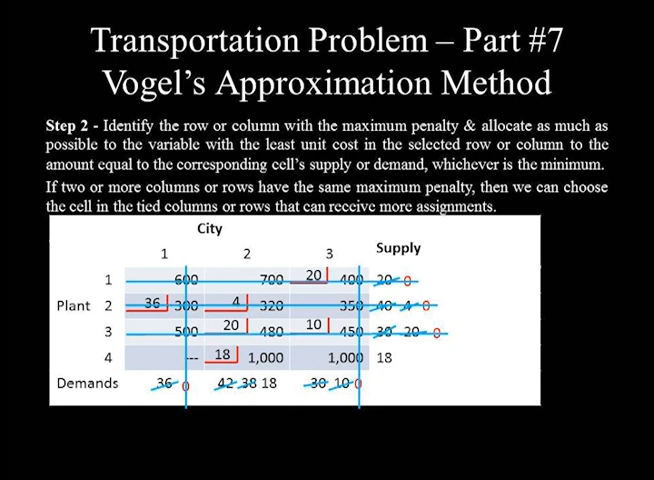 Transportation Problem – Part #7
Vogel's Approximation Method
Step 2 - Identify the row or column with the maximum penalty & allocate as much as
possible to the variable with the least unit cost in the selected row or column to the
amount equal to the corresponding cell's supply or demand, whichever is the minimum.
If two or more columns or rows have the same maximum penalty, then we can choose
the cell in the tied columns or rows that can receive more assignments.
City
1 2 3 Supply
1 600 700 20 400 20 0
Plant 2 36 300 4 320 350 40 4 0
3 500 20 480 10 450 30 20 0
4 --- 18 1,000 1,000 18
Demands 36 0 42 38 18 30 10 0